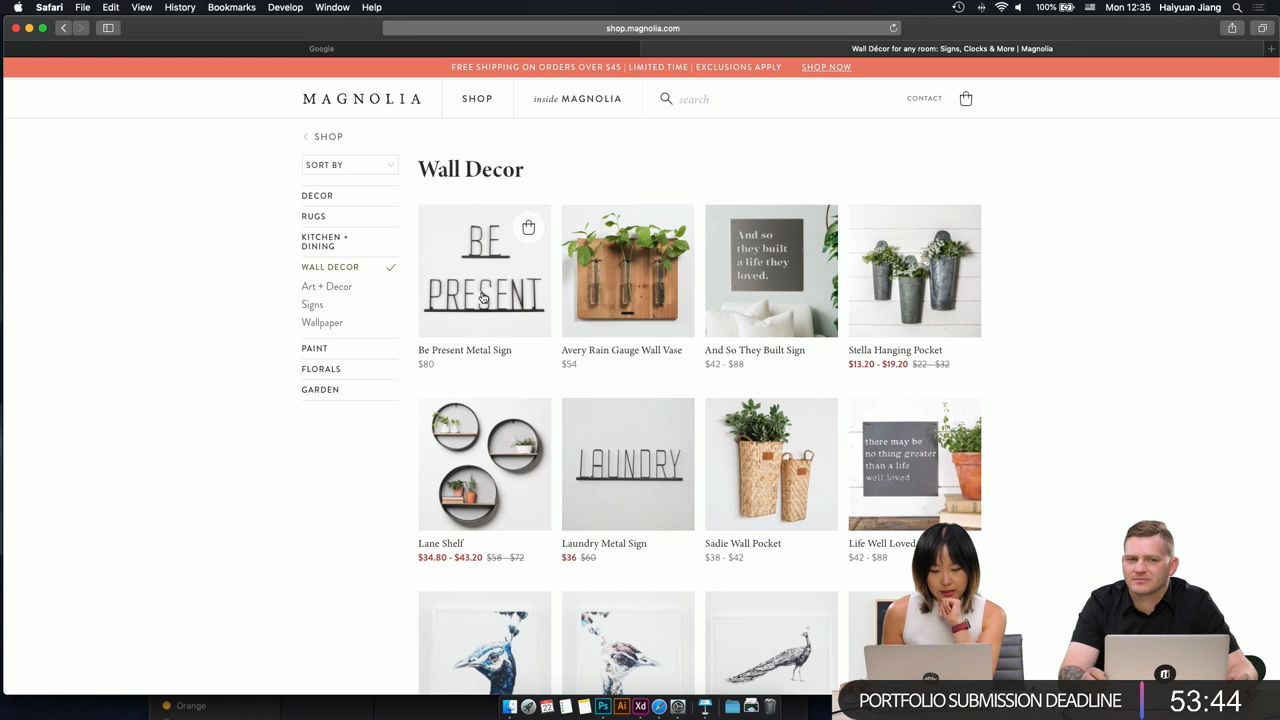 Safari File Edit View History Bookmarks Develop Window Help
100% Mon 12:35 Haiyuan Jiang
shop.magnolia.com
Google
Wall Décor for any room: Signs, Clocks & More | Magnolia
FREE SHIPPING ON ORDERS OVER $45 | LIMITED TIME | EXCLUSIONS APPLY SHOP NOW
MAGNOLIA SHOP inside MAGNOLIA search CONTACT
SHOP
SORT BY
DECOR
RUGS
KITCHEN +
DINING
WALL DECOR
Art + Decor
Signs
Wallpaper
PAINT
FLORALS
GARDEN
Wall Decor
BE
PRESENT
Be Present Metal Sign
$80
Avery Rain Gauge Wall Vase
$54
And so
they built
a life they
loved.
And So They Built Sign
$42 - $88
Stella Hanging Pocket
$13.20 - $19.20 $22 - $32
Lane Shelf
$34.80 - $43.20 $58 - $72
LAUNDRY
Laundry Metal Sign
$36 $60
Sadie Wall Pocket
$38 - $42
there may be
no thing greater
than a life
well loved
Life Well Loved
$42 - $88
Orange
Ps Ai Xd
PORTFOLIO SUBMISSION DEADLINE 53:44